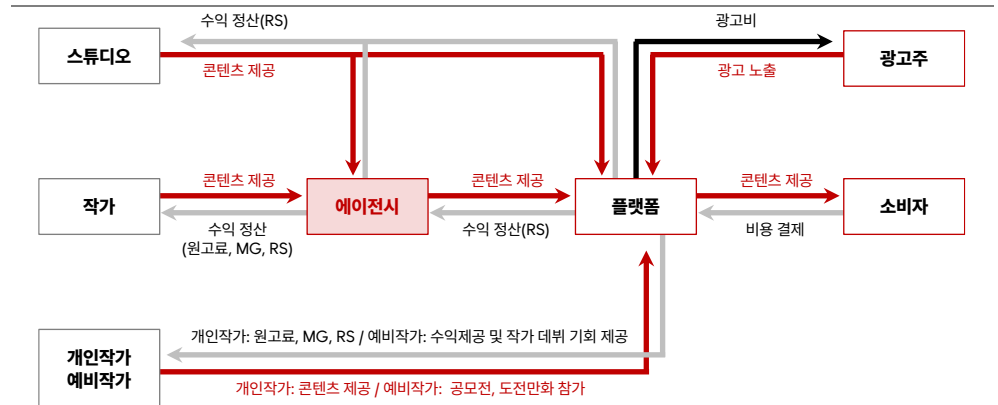 수익 정산(RS)
광고비
스튜디오
광고주
콘텐츠 제공
광고 노출
콘텐츠 제공
콘텐츠 제공
콘텐츠 제공
작가
에이전시
플랫폼
소비자
수익 정산
(원고료, MG, RS)
수익 정산(RS)
비용 결제
개인작가: 원고료, MG, RS / 예비작가: 수익제공 및 작가 데뷔 기회 제공
개인작가
예비작가
개인작가: 콘텐츠 제공 / 예비작가: 공모전, 도전만화 참가